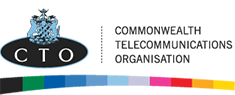 CTO
COMMONWEALTH
TELECOMMUNICATIONS
ORGANISATION